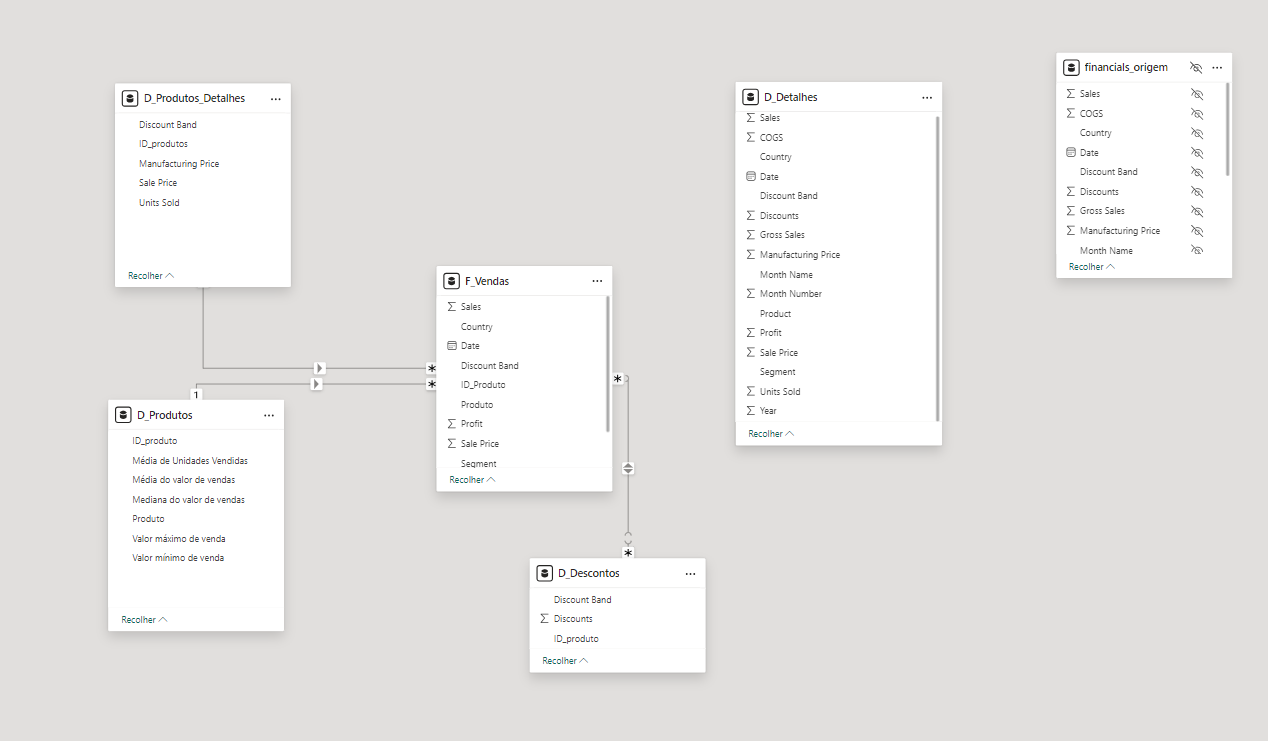 D_Produtos_Detalhes
Discount Band
ID_produtos
Manufacturing Price
Sale Price
Units Sold
Recolher
D_Produtos
ID_produto
Média de Unidades Vendidas
Média do valor de vendas
Mediana do valor de vendas
Produto
Valor máximo de venda
Valor mínimo de venda
Recolher
1
*
*
F_Vendas
Sales
Country
Date
Discount Band
ID_Produto
Produto
Profit
Sale Price
Segment
Recolher
*
*
D_Descontos
Discount Band
Discounts
ID_produto
Recolher
D_Detalhes
Sales
COGS
Country
Date
Discount Band
Discounts
Gross Sales
Manufacturing Price
Month Name
Month Number
Product
Profit
Sale Price
Segment
Units Sold
Year
Recolher
financials_origem
Sales
COGS
Country
Date
Discount Band
Discounts
Gross Sales
Manufacturing Price
Month Name
Recolher